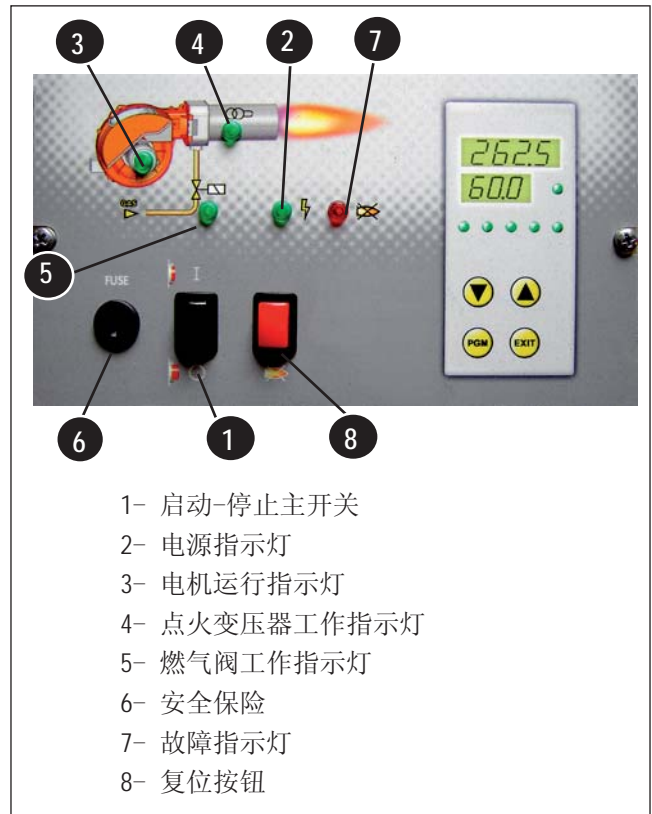 3 4 2 7
gas
262.5
60.0
5
FUSE
I
PGM EXIT
6 1 8
1- 启动-停止主开关
2- 电源指示灯
3- 电机运行指示灯
4- 点火变压器工作指示灯
5- 燃气阀工作指示灯
6- 安全保险
7- 故障指示灯
8- 复位按钮